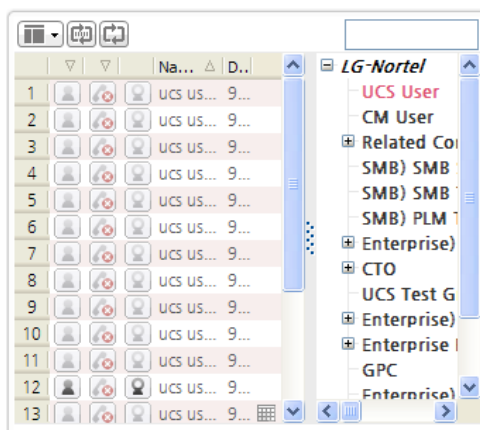 Na... D..
1 ucs us... 9...
2 ucs us... 9...
3 ucs us... 9...
4 ucs us... 9...
5 ucs us... 9...
6 ucs us... 9...
7 ucs us... 9...
8 ucs us... 9...
9 ucs us... 9...
10 ucs us... 9...
11 ucs us... 9...
12 ucs us... 9...
13 ucs us... 9...
LG-Nortel
UCS User
CM User
Related Co
SMB) SMB
SMB) SMB
SMB) PLM
Enterprise)
CTO
UCS Test G
Enterprise)
Enterprise
GPC
Enterprise)